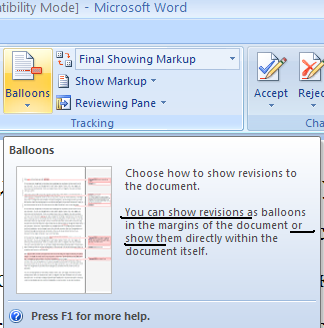 atibility Mode] - Microsoft Word
Final Showing Markup
Balloons
Show Markup
Reviewing Pane
Accept
Rejec
Tracking
Cha
Balloons
Choose how to show revisions to
the document.
You can show revisions as balloons
in the margins of the document or
show them directly within the
document itself.
Press F1 for more help.